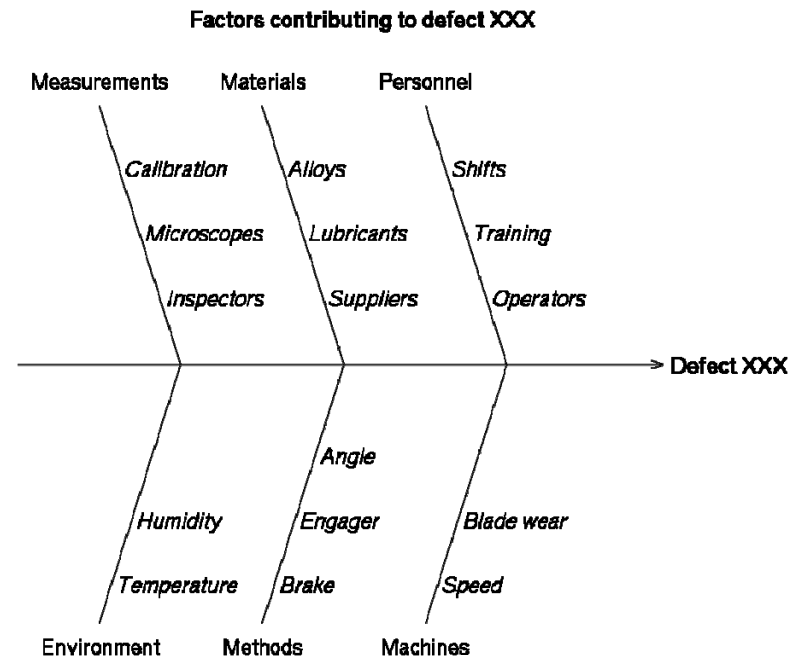 Factors contributing to defect XXX
Measurements Materials Personnel
Calibration Alloys Shifts
Microscopes Lubricants Training
Inspectors Suppliers Operators
Defect XXX
Angle
Humidity Engager Blade wear
Temperature Brake Speed
Environment Methods Machines